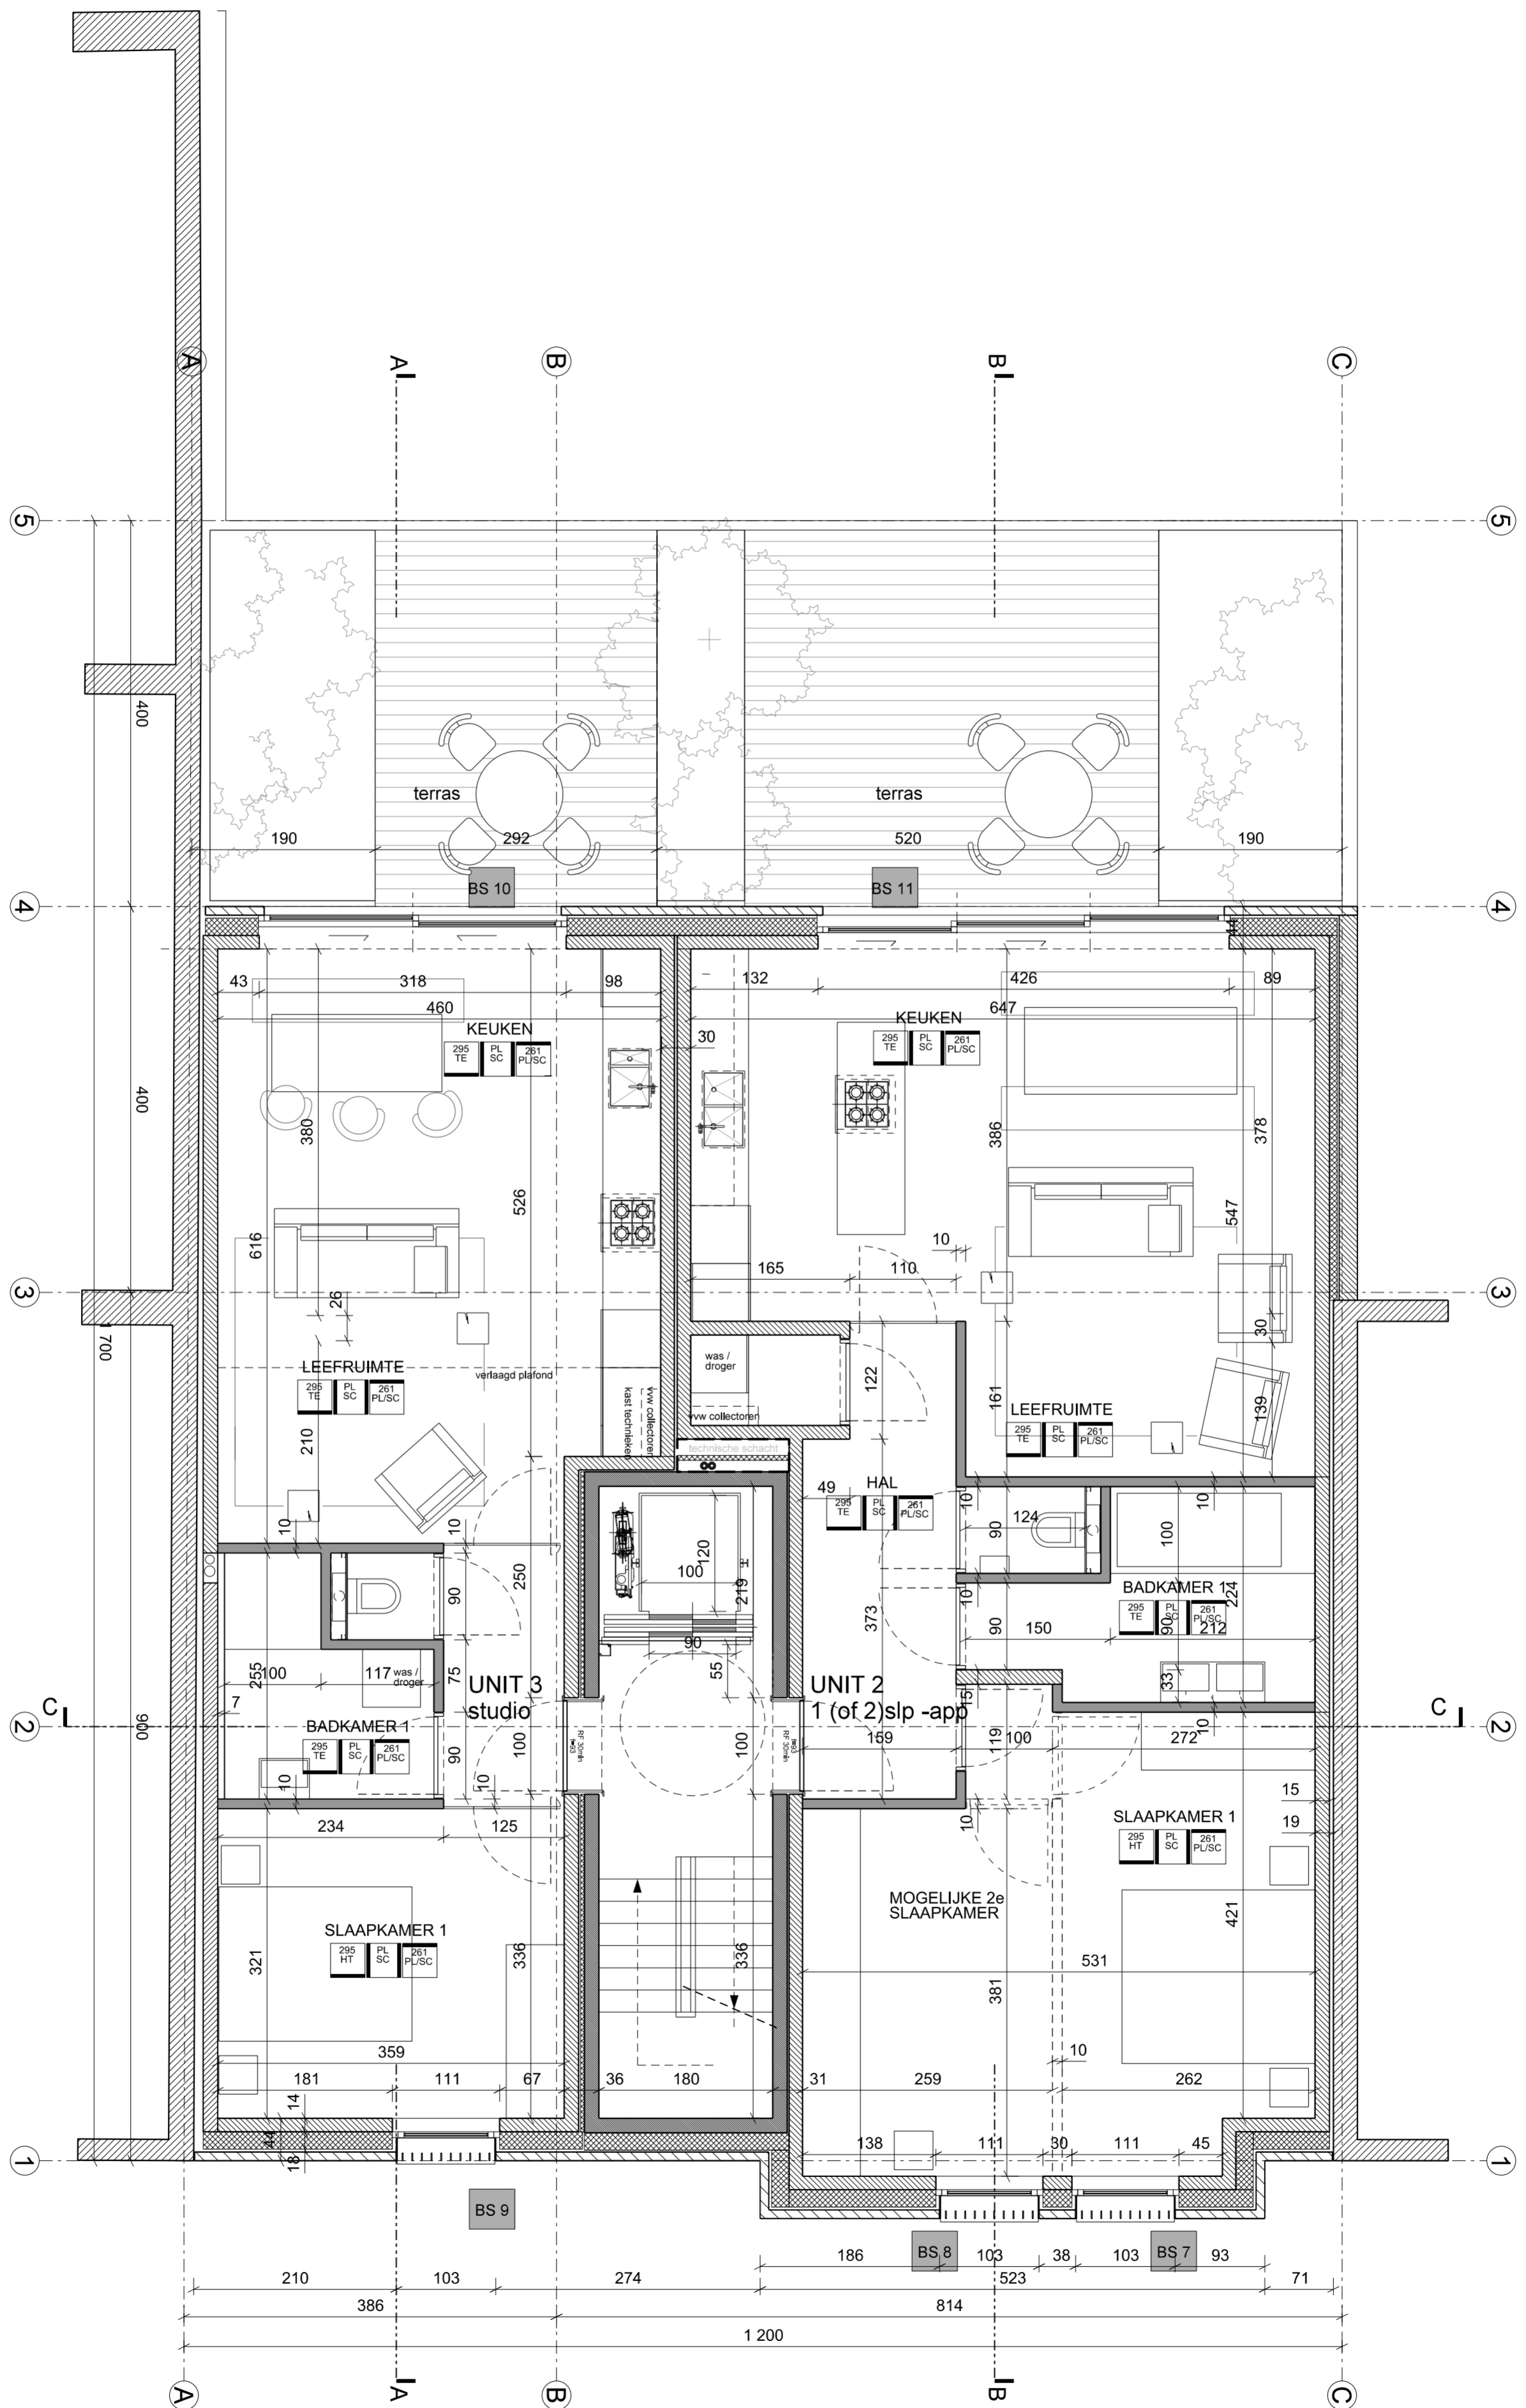 A
A
B
B
C
5
5
400
terras
terras
190
292
520
190
BS 10
BS 11
4
4
44
43
318
98
132
426
89
460
647
KEUKEN
295
TE
PL
SC
261
PL/SC
30
KEUKEN
295
TE
PL
SC
261
PL/SC
400
380
526
386
378
616
547
10
165
110
3
3
26
30
1 700
LEEFRUIMTE
295
TE
PL
SC
261
PL/SC
verlaagd plafond
kast technieken
vvw collectoren
was /
droger
vvw collectoren
122
161
139
LEEFRUIMTE
295
TE
PL
SC
261
PL/SC
210
technische schacht
HAL
49
295
TE
PL
SC
261
PL/SC
10
10
10
10
124
90
100
120
100
219
90
250
90
10
BADKAMER 1
295
TE
PL
SC
261
PL/SC
224
373
90
90
150
212
33
255
100
117
was /
droger
75
55
7
UNIT 3
studio
UNIT 2
1 (of 2)slp -app
15
C
C
2
2
BADKAMER 1
295
TE
PL
SC
261
PL/SC
90
100
RF 30min
93
100
RF 30min
93
159
119
100
272
10
900
10
10
10
15
19
234
125
SLAAPKAMER 1
295
HT
PL
SC
261
PL/SC
MOGELIJKE 2e
SLAAPKAMER
SLAAPKAMER 1
295
HT
PL
SC
261
PL/SC
321
336
336
381
421
531
359
10
181
111
67
36
180
31
259
262
14
44
18
138
111
30
111
45
1
1
BS 9
BS 8
BS 7
186
103
38
103
93
210
103
274
523
71
386
814
1 200
A
A
B
B
C